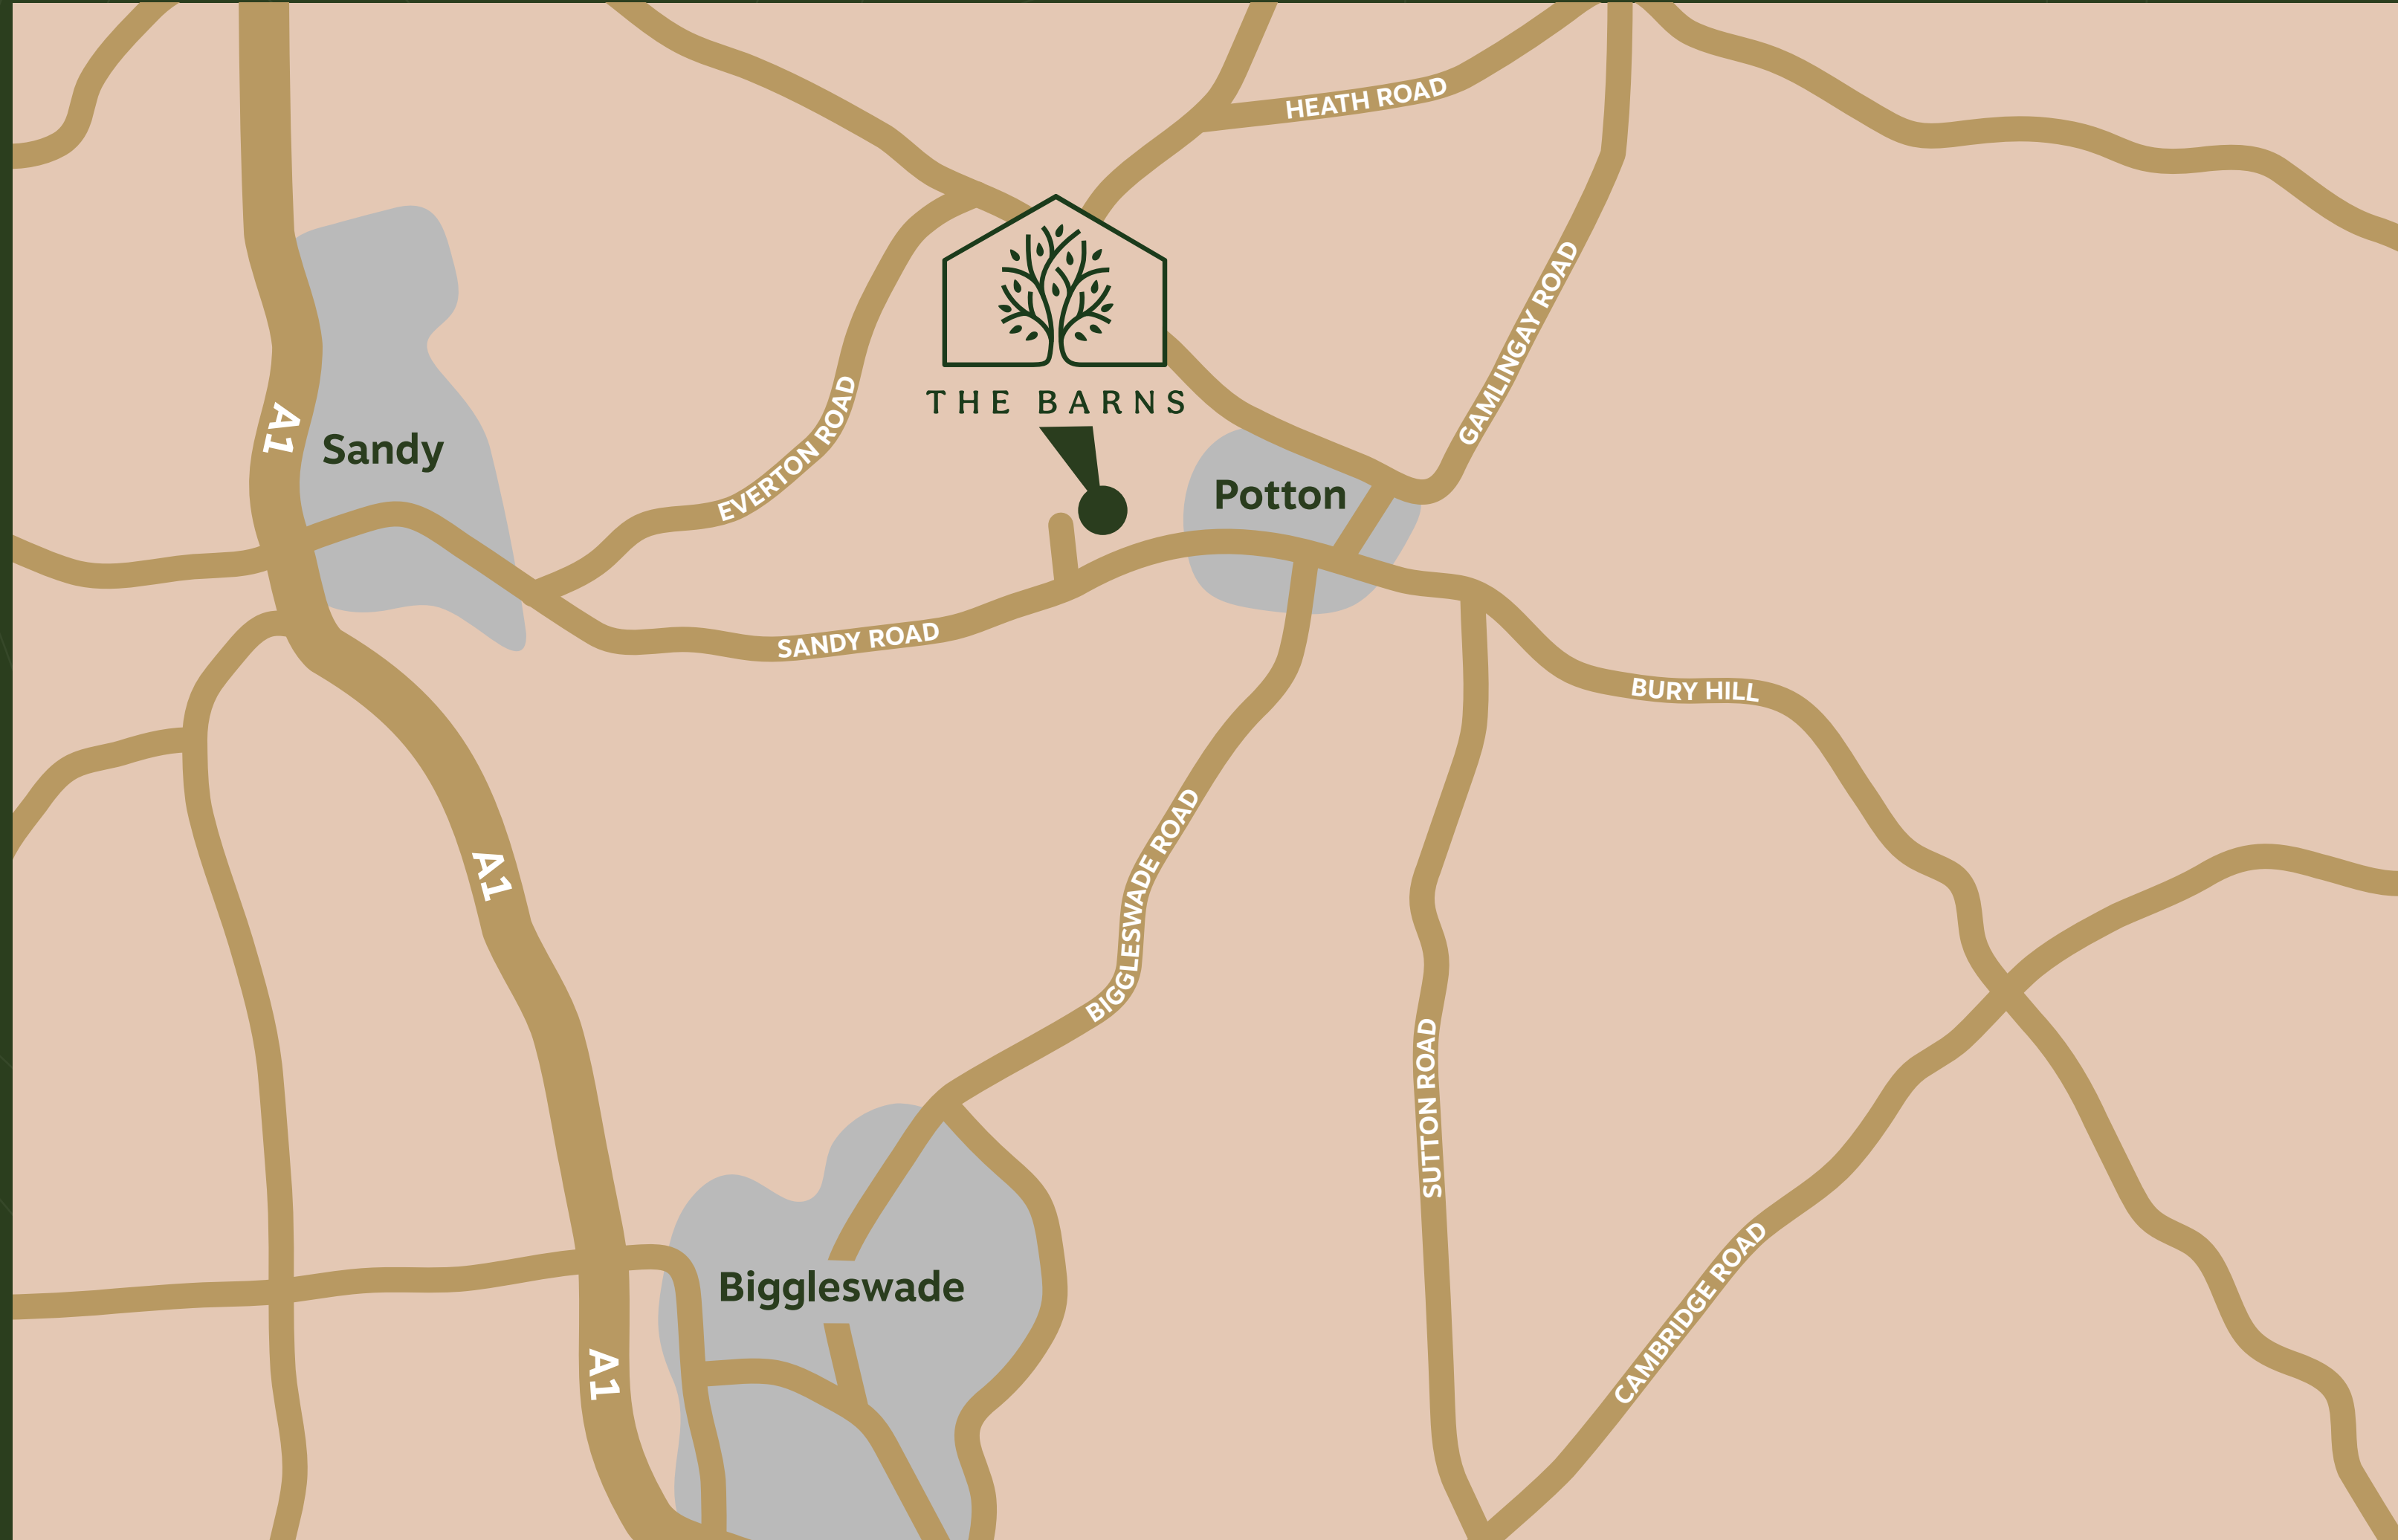 HEATH ROAD
GAMLINGAY ROAD
THE BARNS
EVERTON ROAD
A1
Sandy
Potton
SANDY ROAD
BURY HILL
BIGGLESWADE ROAD
A1
SUTTON ROAD
CAMBRIDGE ROAD
Biggleswade
A1